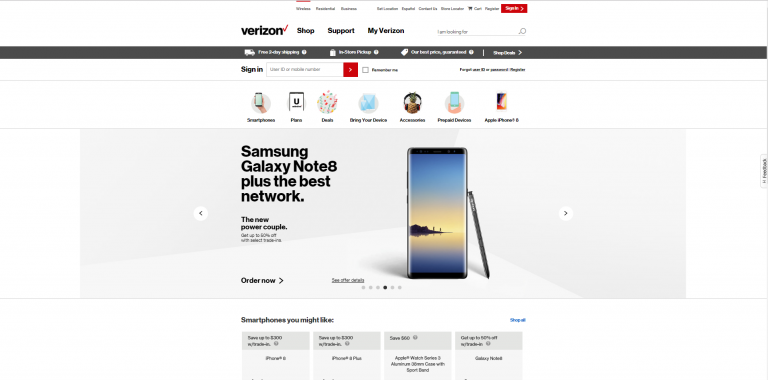 Wireless Residential Business
Set Location Español Contact Us Store Locator Cart Register Sign In
verizon
Shop Support My Verizon
I am looking for
Free 2-day shipping In-Store Pickup Our best price, guaranteed Shop Deals
Sign in User ID or mobile number Remember me Forgot user ID or password Register
Smartphones Plans Deals Bring Your Device Accessories Prepaid Devices Apple iPhone® 8
Feedback
Samsung
Galaxy Note8
plus the best
network.
The new
power couple.
Get up to 50% off
with select trade-ins
Order now See offer details
Smartphones you might like: Shop all
Save up to $300
w/trade-in.
iPhone® 8
Save up to $300
w/trade-in.
iPhone® 8 Plus
Save $80
Apple® Watch Series 3
Aluminum 38mm Case with
Sport Band
Get up to 50% off
w/trade-in
Galaxy Note8